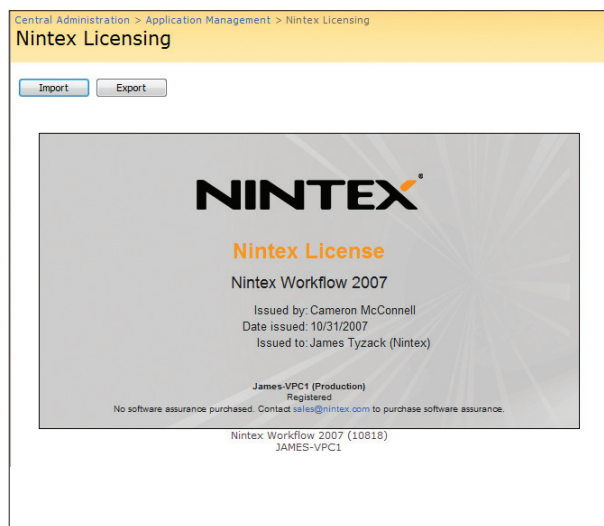 Central Administration > Application Management > Nintex Licensing
Nintex Licensing
Import Export
NINTEX®
Nintex License
Nintex Workflow 2007
Issued by: Cameron McConnell
Date issued: 10/31/2007
Issued to: James Tyzack (Nintex)
James-VPC1 (Production)
Registered
No software assurance purchased. Contact sales@nintex.com to purchase software assurance.
Nintex Workflow 2007 (10818)
JAMES-VPC1